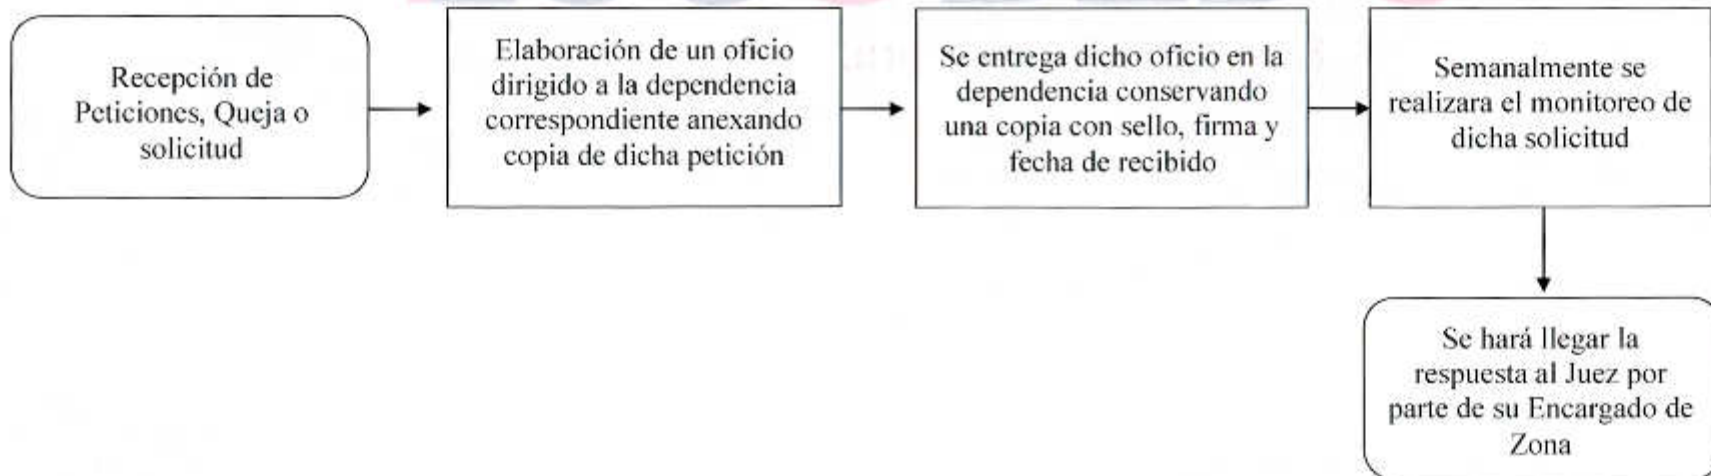 Recepción de
Peticiones, Queja o
solicitud
Elaboración de un oficio
dirigido a la dependencia
correspondiente anexando
copia de dicha petición
Se entrega dicho oficio en la
dependencia conservando
una copia con sello, firma y
fecha de recibido
Semanalmente se
realizara el monitoreo de
dicha solicitud
Se hará llegar la
respuesta al Juez por
parte de su Encargado de
Zona